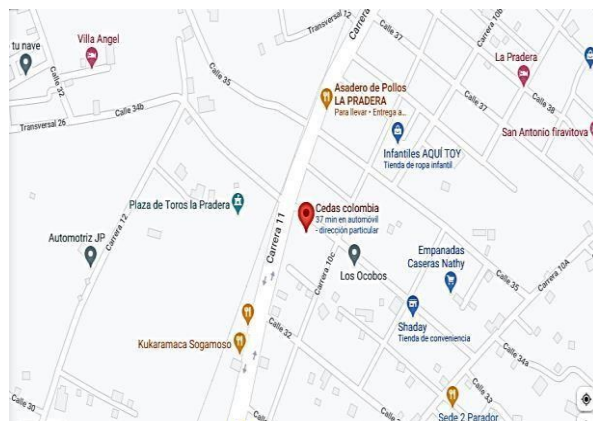 Transversal 12
Carrera 11
Calle 37
Carrera 10b
tu nave
Villa Angel
Calle 32
Calle 35
La Pradera
Asadero de Pollos
LA PRADERA
Para llevar - Entrega a...
Calle 37
Calle 38
Transversal 26
Calle 34b
San Antonio firavitova
Infantiles AQUÍ TOY
Tienda de ropa infantil
Plaza de Toros la Pradera
Cedas colombia
37 min en automóvil
- dirección particular
Carrera 12
Automotriz JP
Carrera 11
Carrera 10c
Los Ocobos
Empanadas
Caseras Nathy
Carrera 10A
Calle 35
Kukaramaca Sogamoso
Calle 32
Shaday
Tienda de conveniencia
Calle 34a
Calle 33
Calle 30
Sede 2 Parador